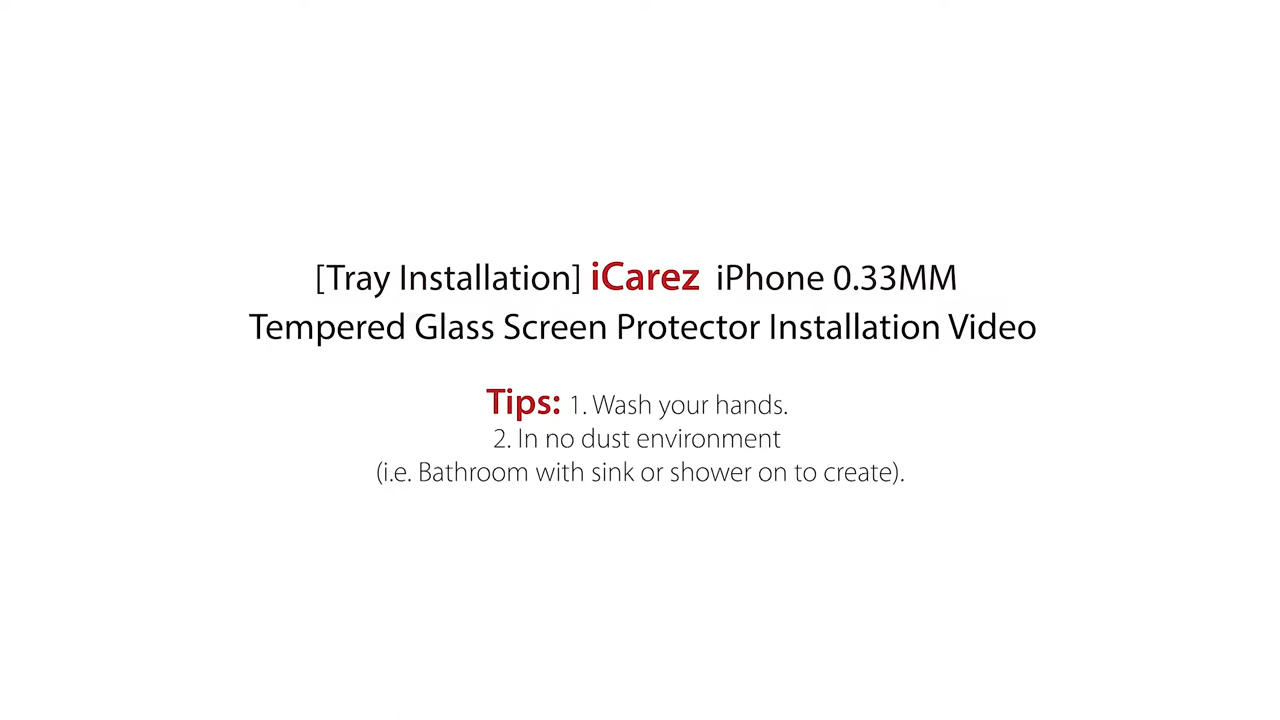 [Tray Installation] iCarez iPhone 0.33MM
Tempered Glass Screen Protector Installation Video
Tips: 1. Wash your hands.
2. In no dust environment
(i.e. Bathroom with sink or shower on to create).